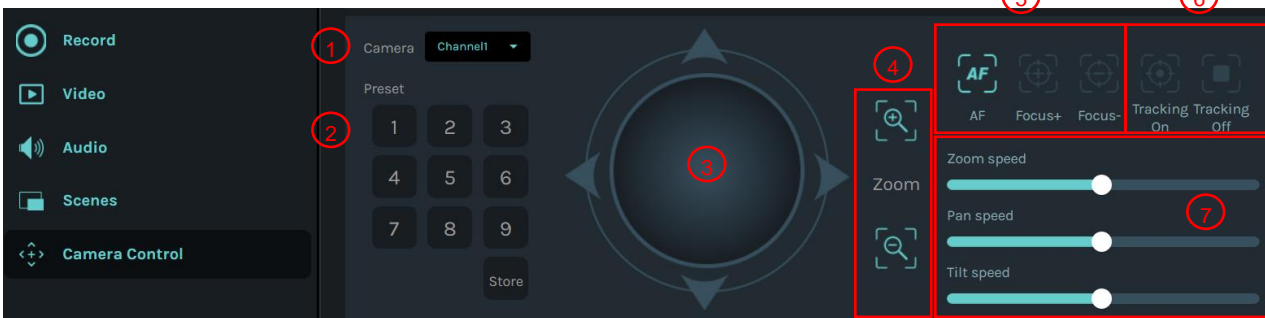 5
6
Record
Video
Audio
Scenes
Camera Control
1
Camera Channel1
Preset
2
1 2 3
4 5 6
7 8 9
Store
3
4
Zoom
AF
AF Focus+ Focus-
Tracking On
Tracking Off
Zoom speed
Pan speed
7
Tilt speed